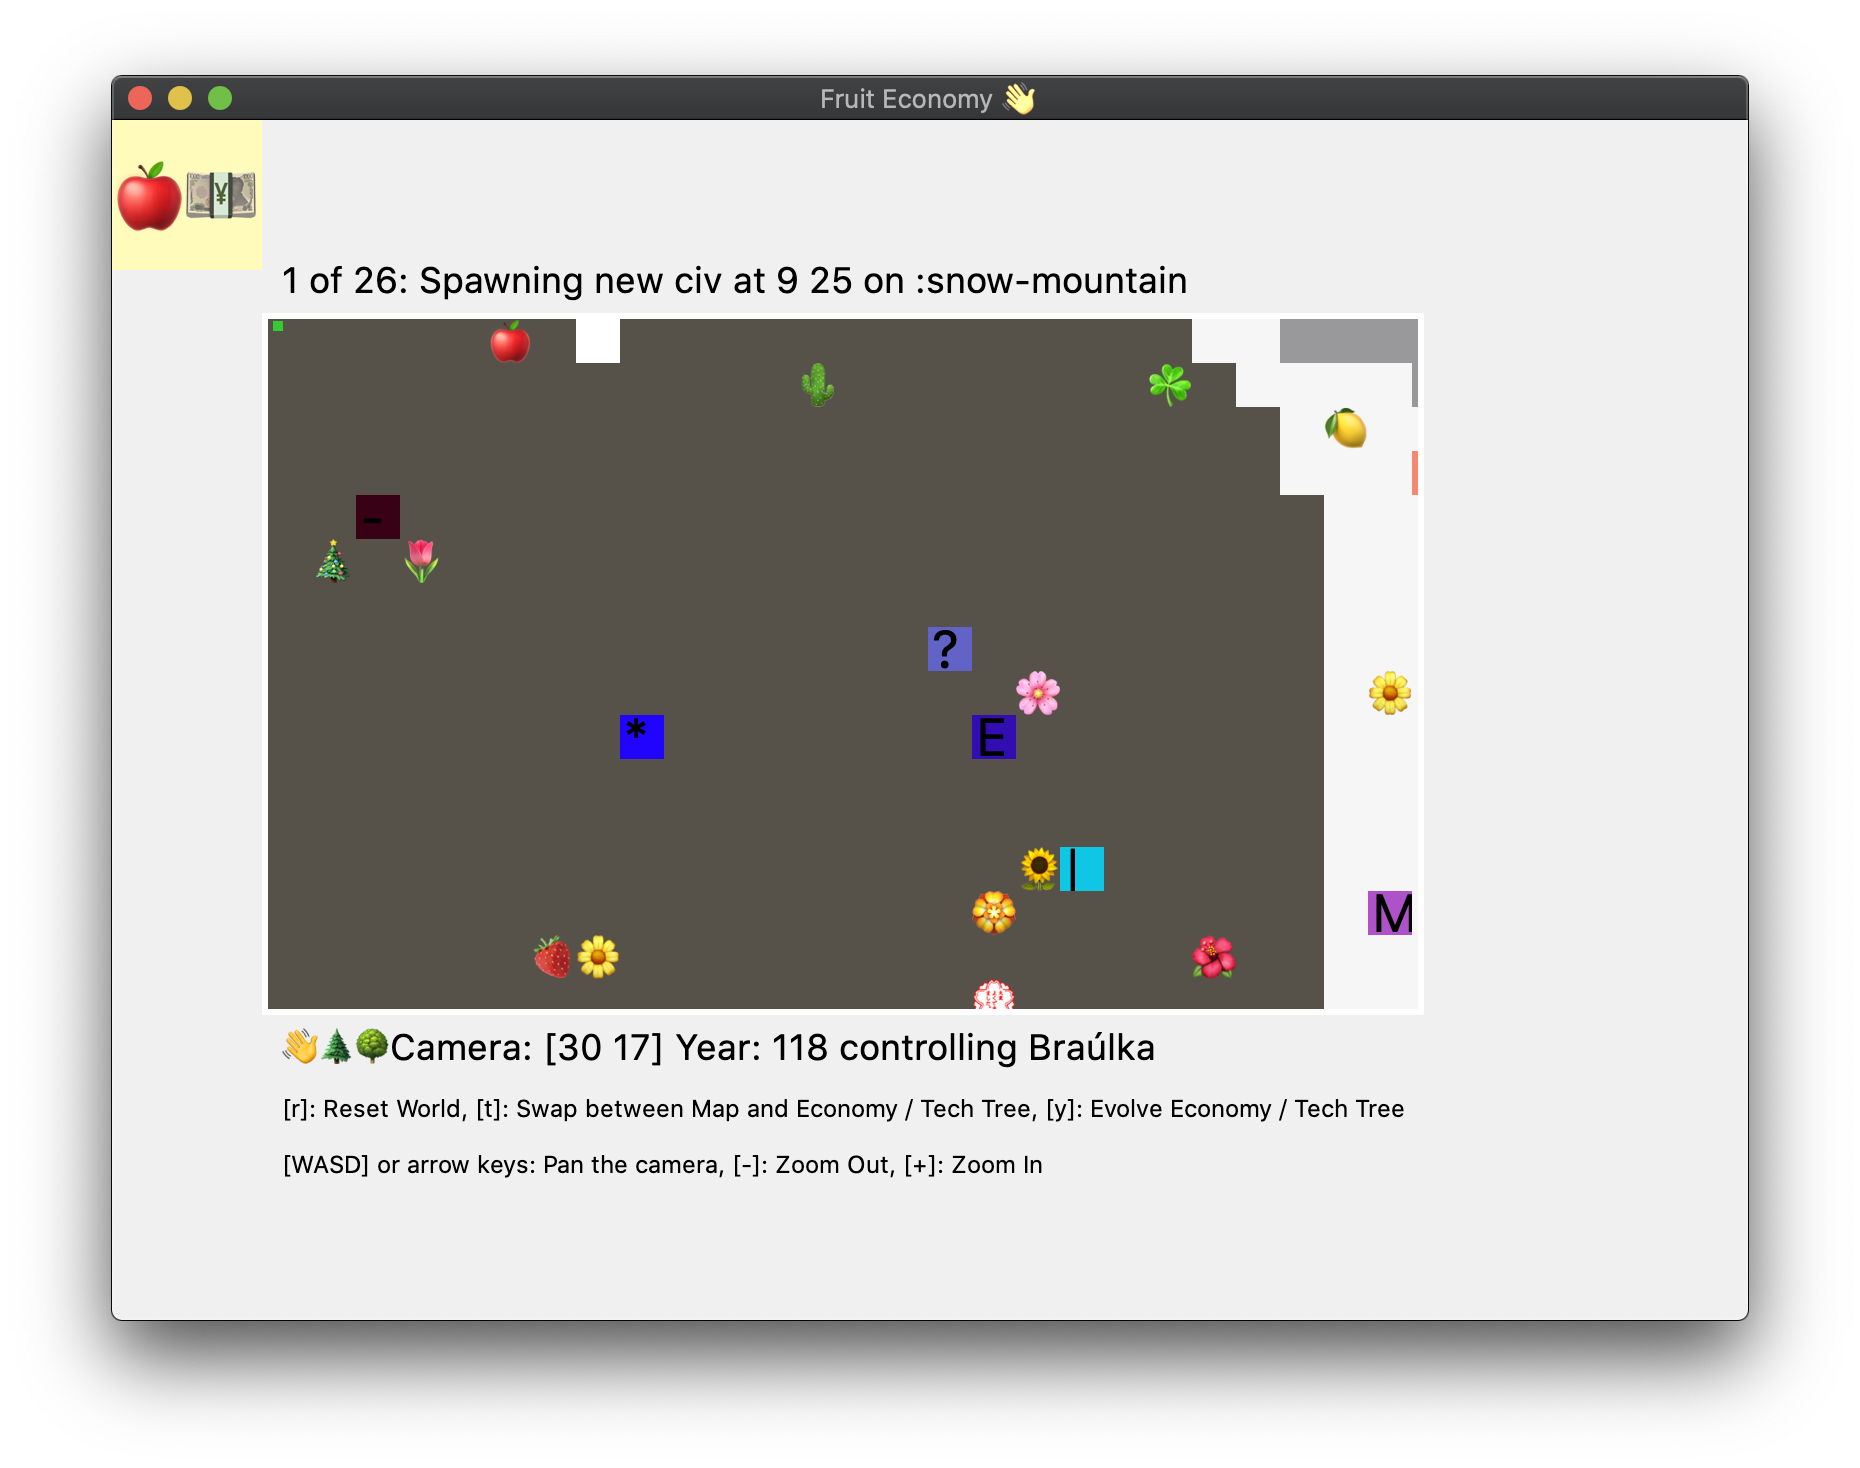 Fruit Economy 👋
1 of 26: Spawning new civ at 9 25 on :snow-mountain
-
?
*
E
|
M
👋🌲🌳Camera: [30 17] Year: 118 controlling Braúlka
[r]: Reset World, [t]: Swap between Map and Economy / Tech Tree, [y]: Evolve Economy / Tech Tree
[WASD] or arrow keys: Pan the camera, [-]: Zoom Out, [+]: Zoom In